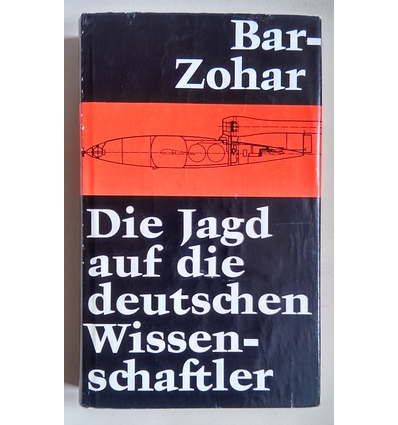 Bar-
Zohar
Die Jagd
auf die
deutschen
Wissen-
schaftler